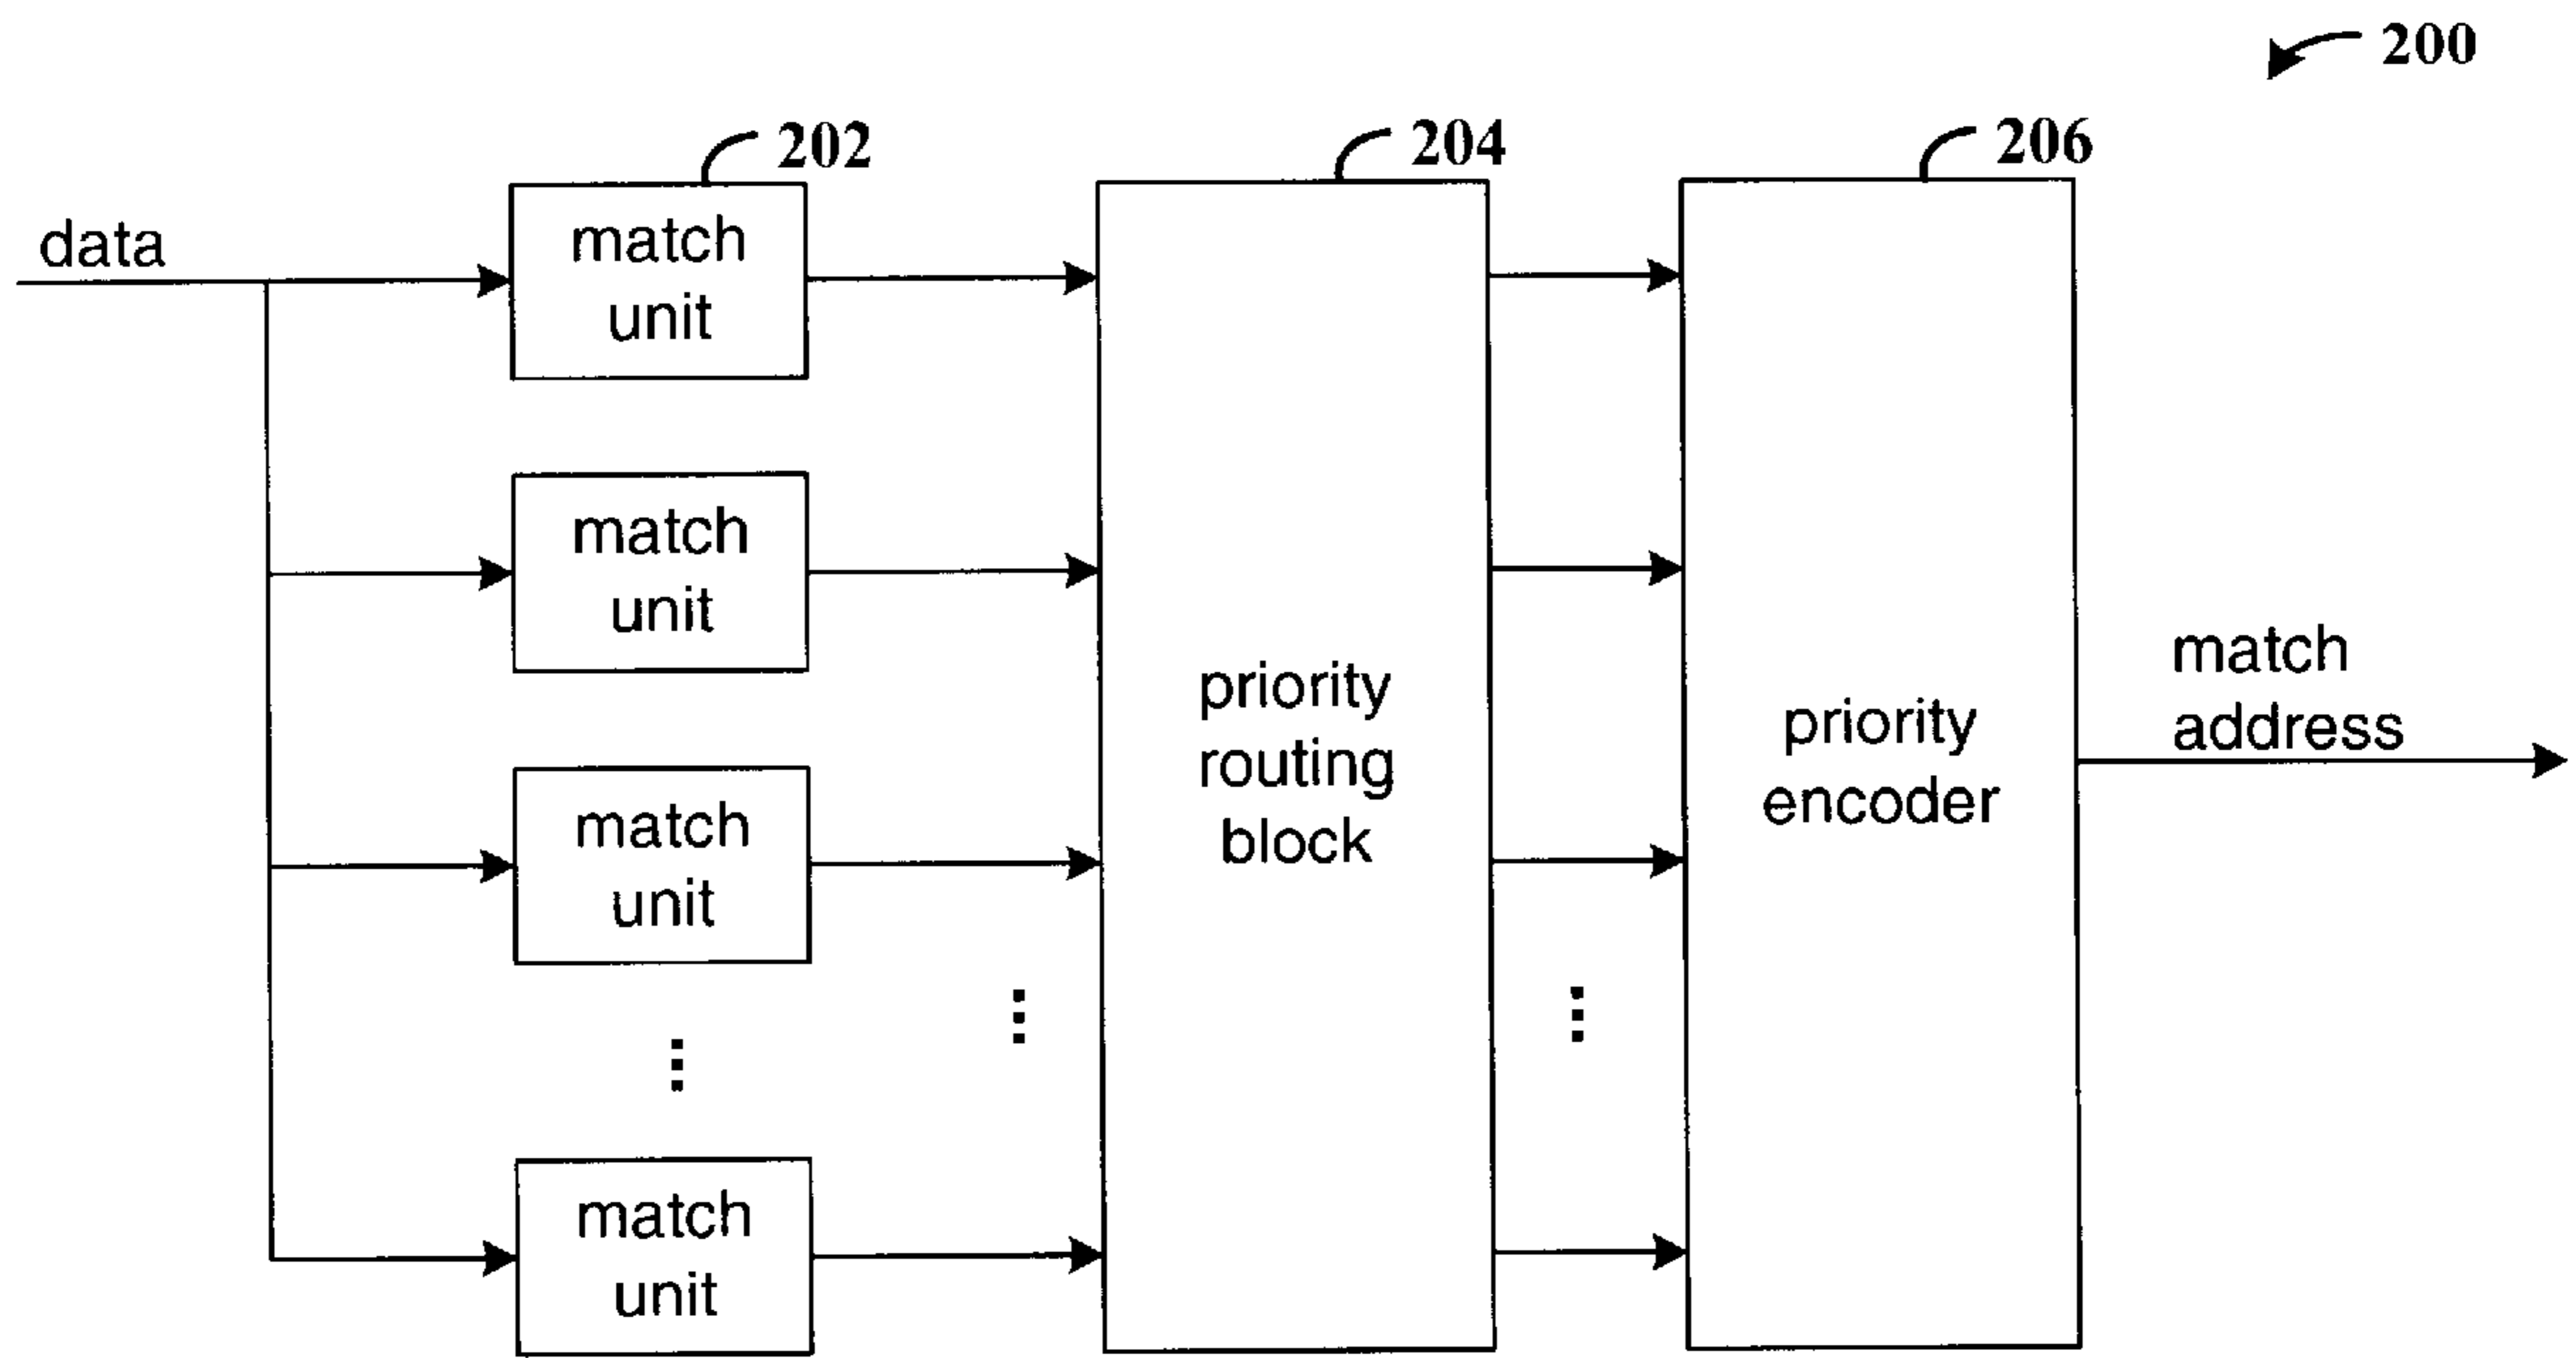 200
202
204
206
data
match
unit
match
unit
match
unit
match
unit
priority
routing
block
priority
encoder
match
address